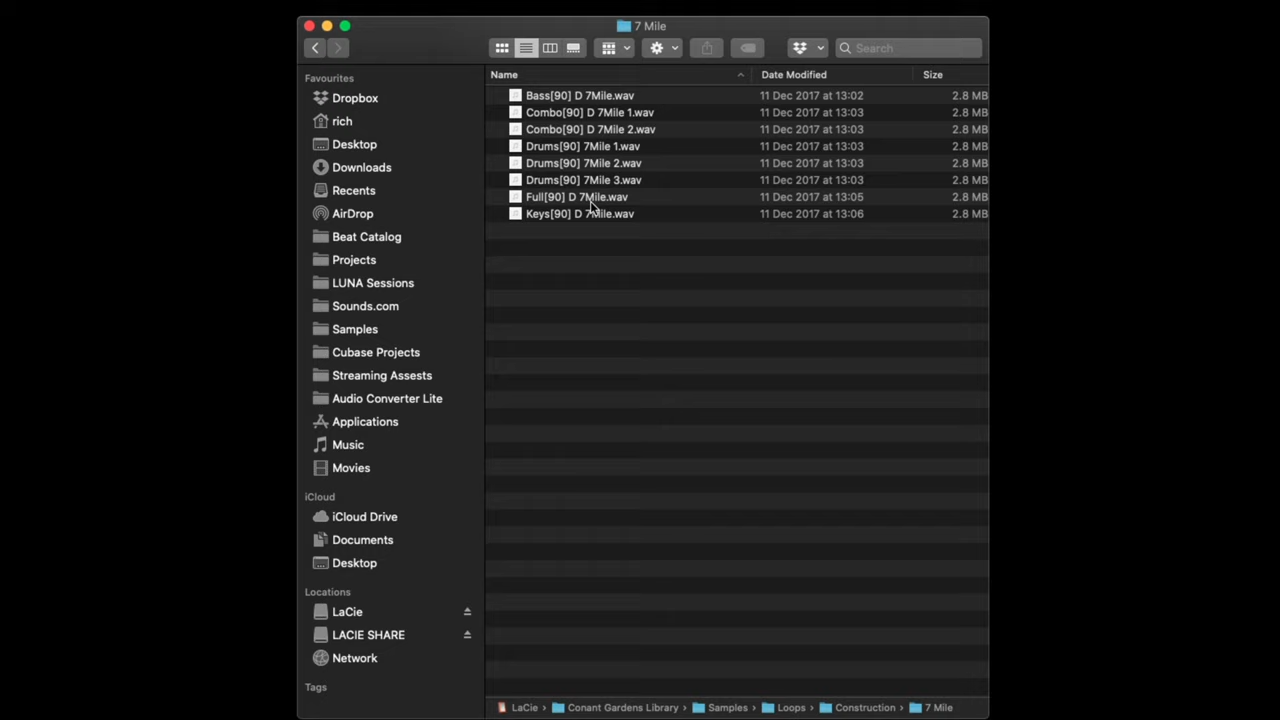 7 Mile
Search
Favourites
Dropbox
rich
Desktop
Downloads
Recents
AirDrop
Beat Catalog
Projects
LUNA Sessions
Sounds.com
Samples
Cubase Projects
Streaming Assests
Audio Converter Lite
Applications
Music
Movies
iCloud
iCloud Drive
Documents
Desktop
Locations
LaCie
LACIE SHARE
Network
Tags
Name Date Modified Size
Bass[90] D 7Mile.wav 11 Dec 2017 at 13:02 2.8 MB
Combo[90] D 7Mile 1.wav 11 Dec 2017 at 13:03 2.8 MB
Combo[90] D 7Mile 2.wav 11 Dec 2017 at 13:03 2.8 MB
Drums[90] 7Mile 1.wav 11 Dec 2017 at 13:03 2.8 MB
Drums[90] 7Mile 2.wav 11 Dec 2017 at 13:03 2.8 MB
Drums[90] 7Mile 3.wav 11 Dec 2017 at 13:03 2.8 MB
Full[90] D 7Mile.wav 11 Dec 2017 at 13:05 2.8 MB
Keys[90] D 7Mile.wav 11 Dec 2017 at 13:06 2.8 MB
LaCie › Conant Gardens Library › Samples › Loops › Construction › 7 Mile